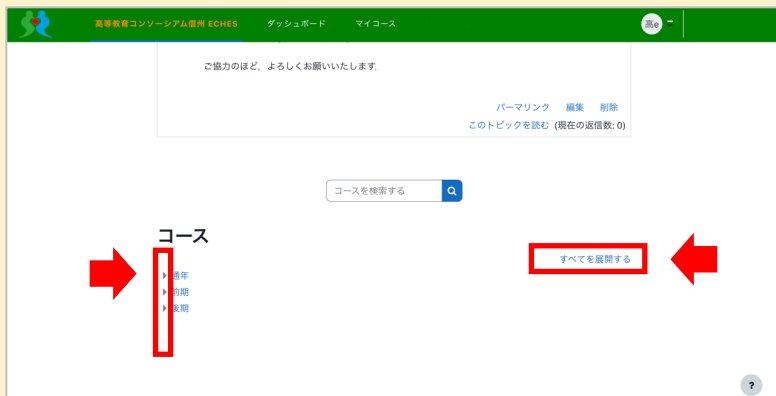 高等教育コンソーシアム信州 ECHES ダッシュボード マイコース 高e
ご協力のほど，よろしくお願いいたします．
パーマリンク 編集 削除
このトピックを読む (現在の返信数: 0)
コースを検索する
コース
すべてを展開する
通年
前期
後期
?